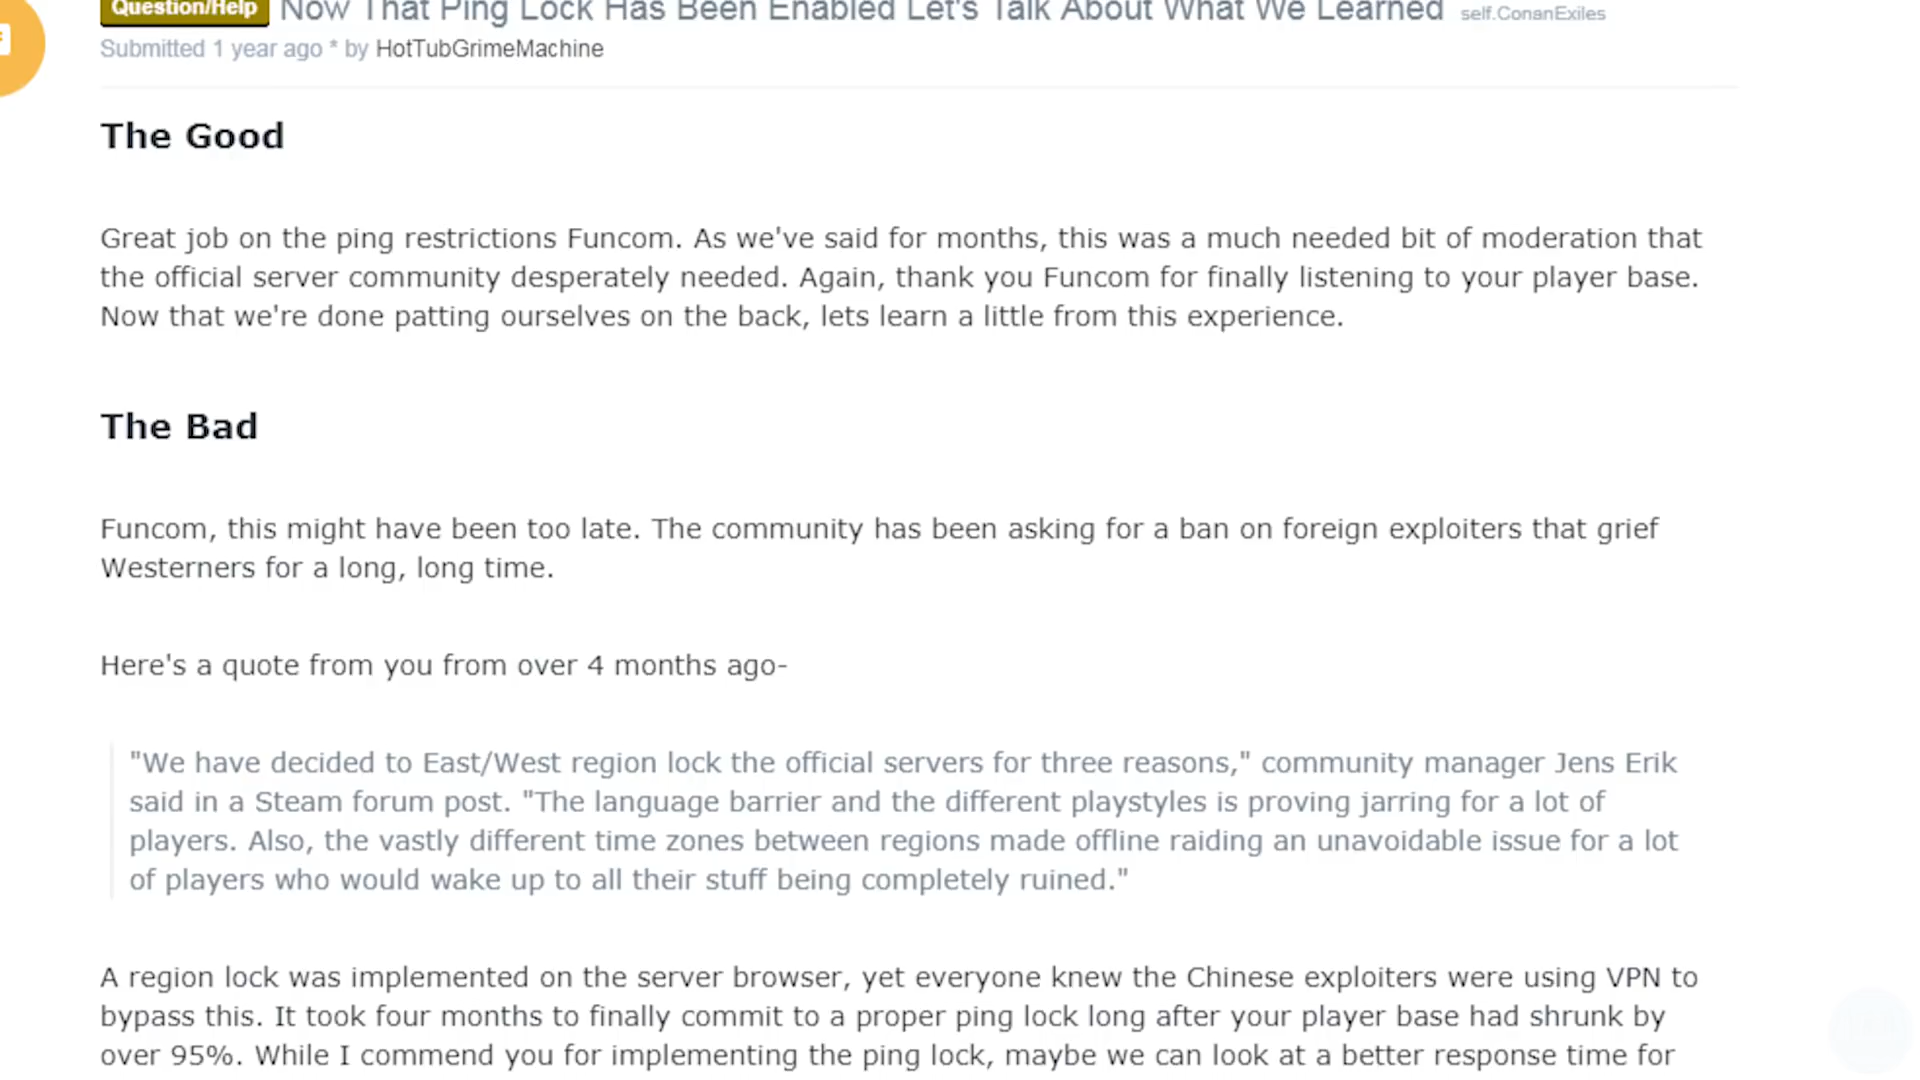 Question/Help Now That Ping Lock Has Been Enabled Let's Talk About What We Learned self.ConanExiles
Submitted 1 year ago * by HotTubGrimeMachine
The Good
Great job on the ping restrictions Funcom. As we've said for months, this was a much needed bit of moderation that
the official server community desperately needed. Again, thank you Funcom for finally listening to your player base.
Now that we're done patting ourselves on the back, lets learn a little from this experience.
The Bad
Funcom, this might have been too late. The community has been asking for a ban on foreign exploiters that grief
Westerners for a long, long time.
Here's a quote from you from over 4 months ago-
"We have decided to East/West region lock the official servers for three reasons," community manager Jens Erik
said in a Steam forum post. "The language barrier and the different playstyles is proving jarring for a lot of
players. Also, the vastly different time zones between regions made offline raiding an unavoidable issue for a lot
of players who would wake up to all their stuff being completely ruined."
A region lock was implemented on the server browser, yet everyone knew the Chinese exploiters were using VPN to
bypass this. It took four months to finally commit to a proper ping lock long after your player base had shrunk by
over 95%. While I commend you for implementing the ping lock, maybe we can look at a better response time for